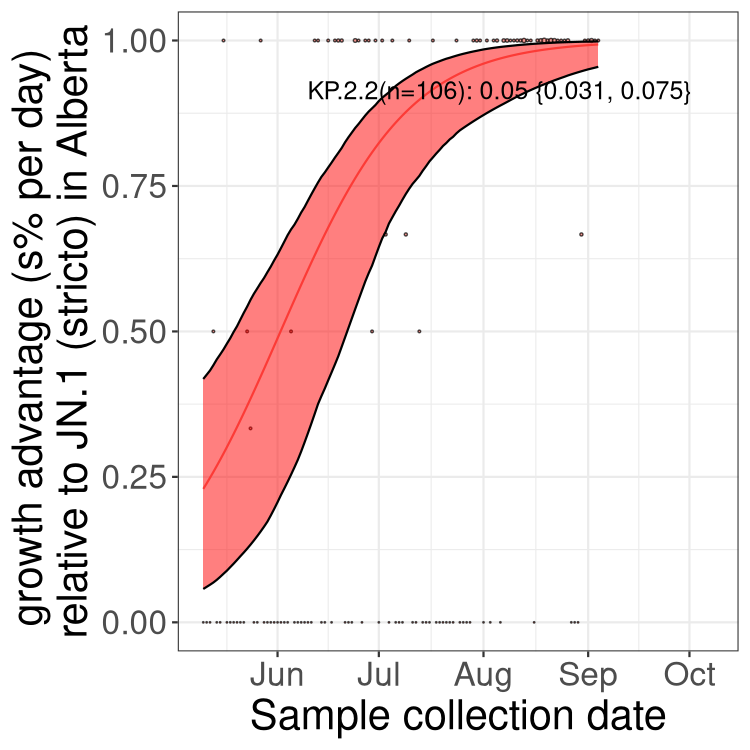 growth advantage (s% per day)
relative to JN.1 (stricto) in Alberta
1.00
0.75
0.50
0.25
0.00
KP.2.2(n=106): 0.05 {0.031, 0.075}
Jun Jul Aug Sep Oct
Sample collection date